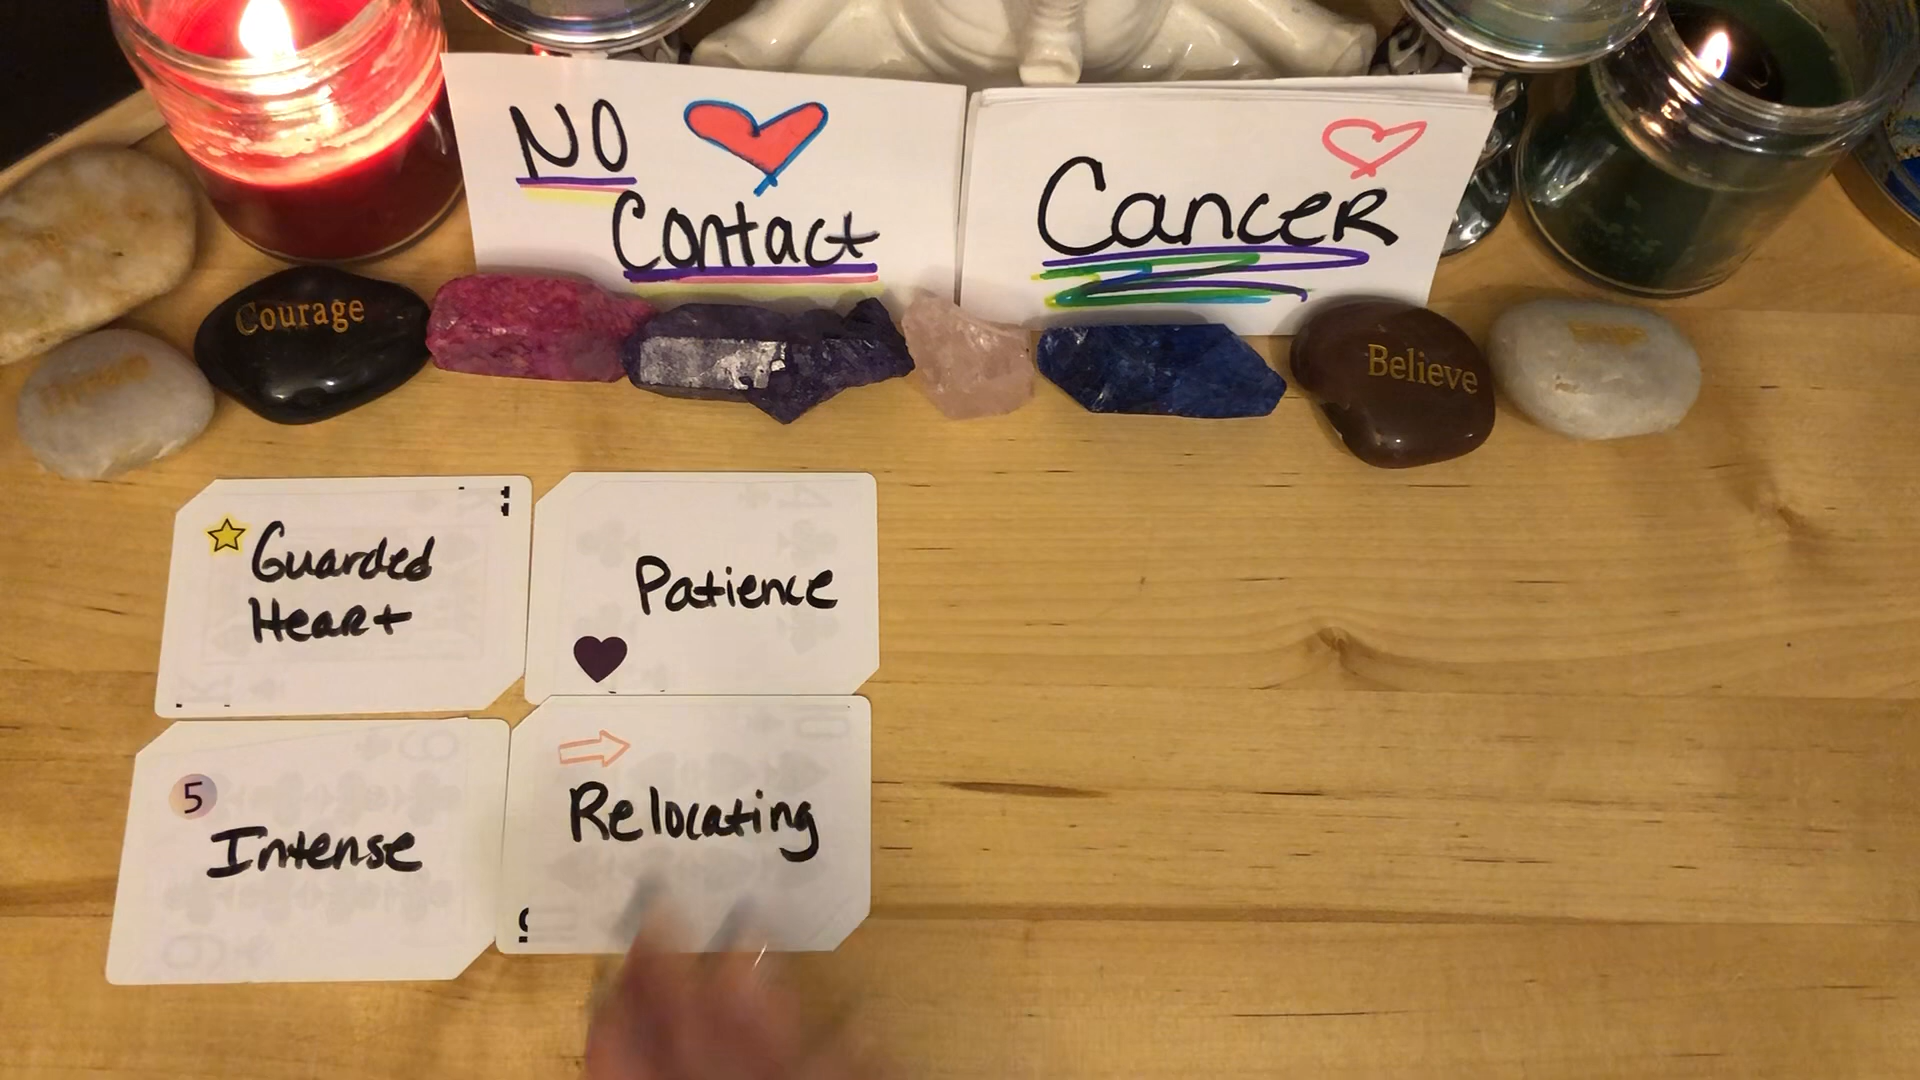 NO
Contact
CanceR
Courage
Believe
Guarded
HeaRt
Patience
5
Intense
Relocating